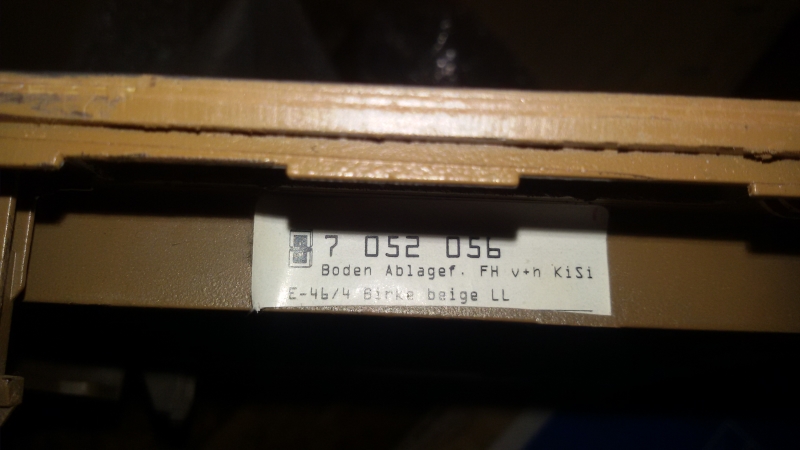 7 052 056
Boden Ablagef. FH v+h KiSi
E-46/4 Birke beige LL